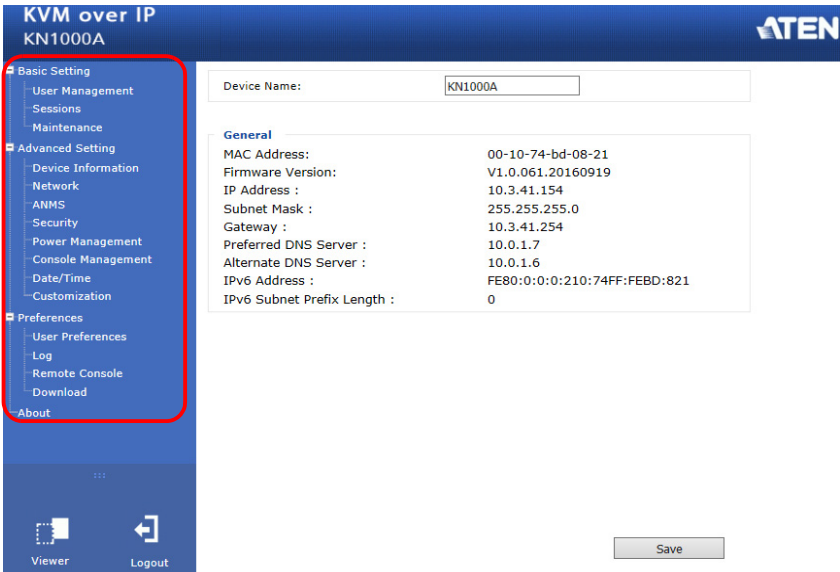 KVM over IP
KN1000A
ATEN
Basic Setting
User Management
Sessions
Maintenance
Advanced Setting
Device Information
Network
ANMS
Security
Power Management
Console Management
Date/Time
Customization
Preferences
User Preferences
Log
Remote Console
Download
About
Viewer
Logout
Device Name: KN1000A
General
MAC Address: 00-10-74-bd-08-21
Firmware Version: V1.0.061.20160919
IP Address : 10.3.41.154
Subnet Mask : 255.255.255.0
Gateway : 10.3.41.254
Preferred DNS Server : 10.0.1.7
Alternate DNS Server : 10.0.1.6
IPv6 Address : FE80:0:0:0:210:74FF:FEBD:821
IPv6 Subnet Prefix Length : 0
Save